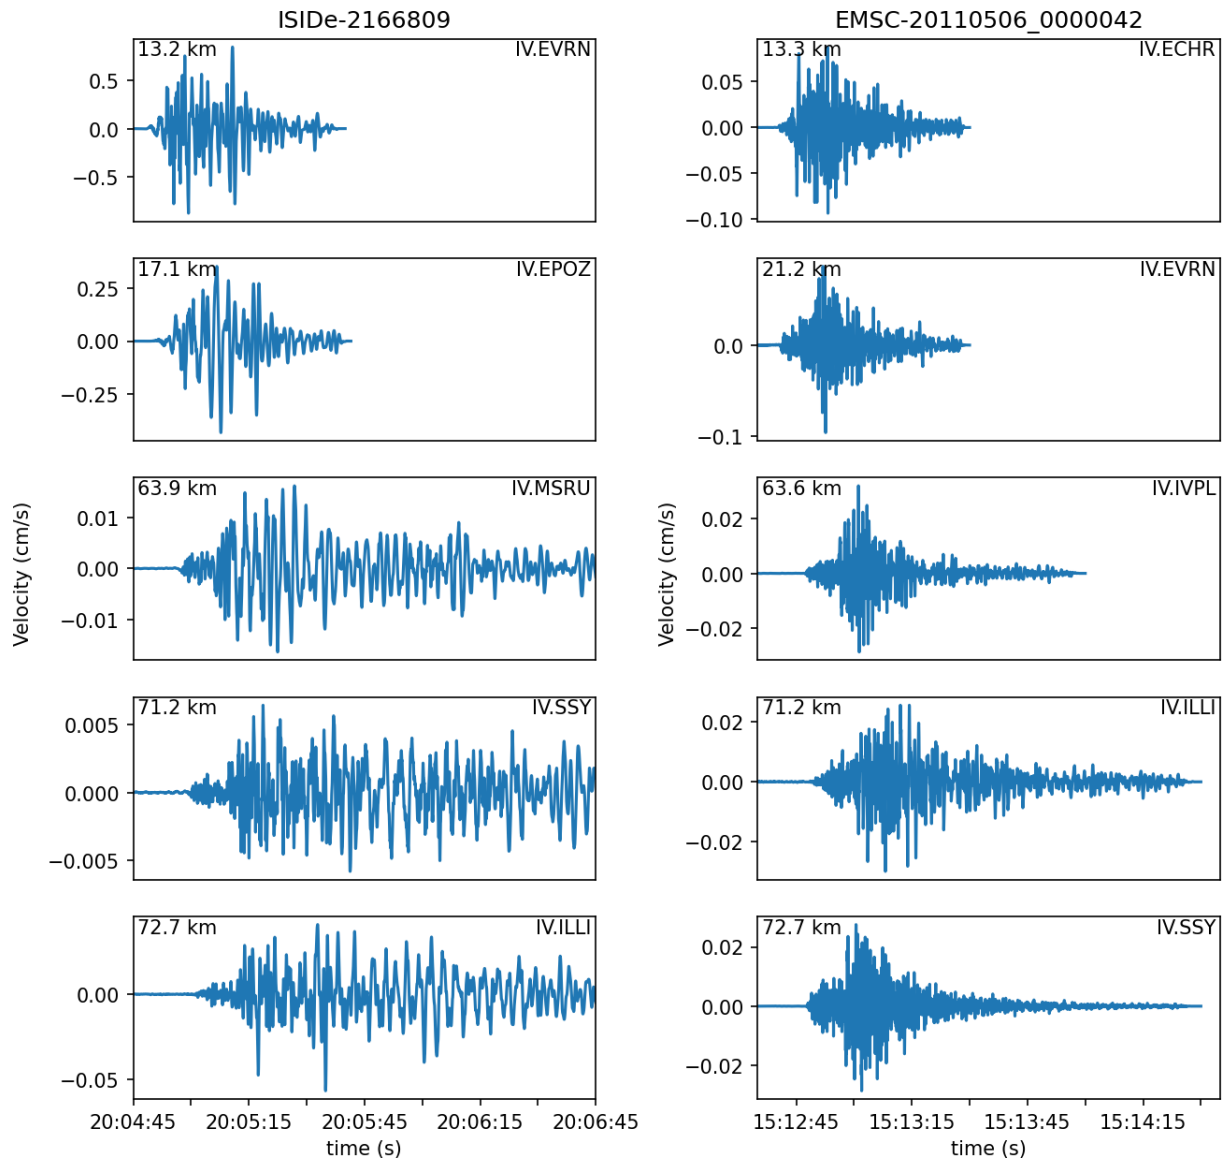 ISIDe-2166809
13.2 km IV.EVRN
0.5
0.0
−0.5
17.1 km IV.EPOZ
0.25
0.00
−0.25
63.9 km IV.MSRU
0.01
0.00
−0.01
Velocity (cm/s)
71.2 km IV.SSY
0.005
0.000
−0.005
72.7 km IV.ILLI
0.00
−0.05
20:04:45 20:05:15 20:05:45 20:06:15 20:06:45
time (s)
EMSC-20110506_0000042
13.3 km IV.ECHR
0.05
0.00
−0.05
−0.10
21.2 km IV.EVRN
0.0
−0.1
63.6 km IV.IVPL
0.02
0.00
−0.02
Velocity (cm/s)
71.2 km IV.ILLI
0.02
0.00
−0.02
72.7 km IV.SSY
0.02
0.00
−0.02
15:12:45 15:13:15 15:13:45 15:14:15
time (s)